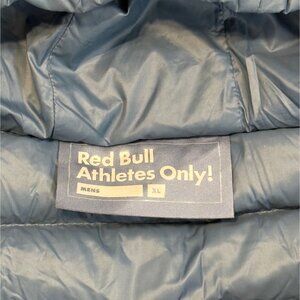 Red Bull
Athletes Only!
MENS XL